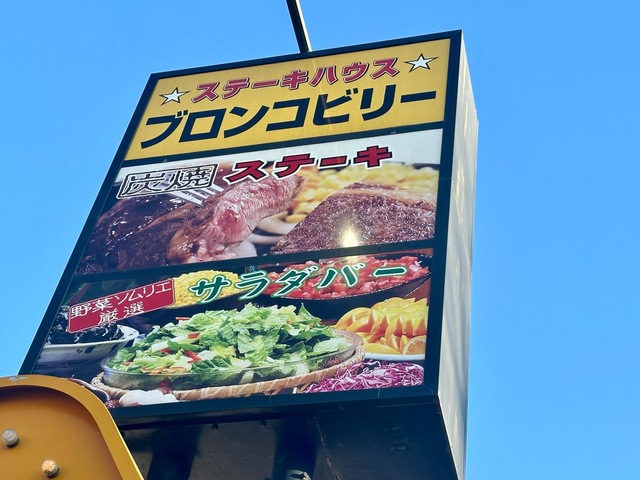 ステーキハウス
ブロンコビリー
炭焼ステーキ
サラダバー
野菜ソムリエ
厳選